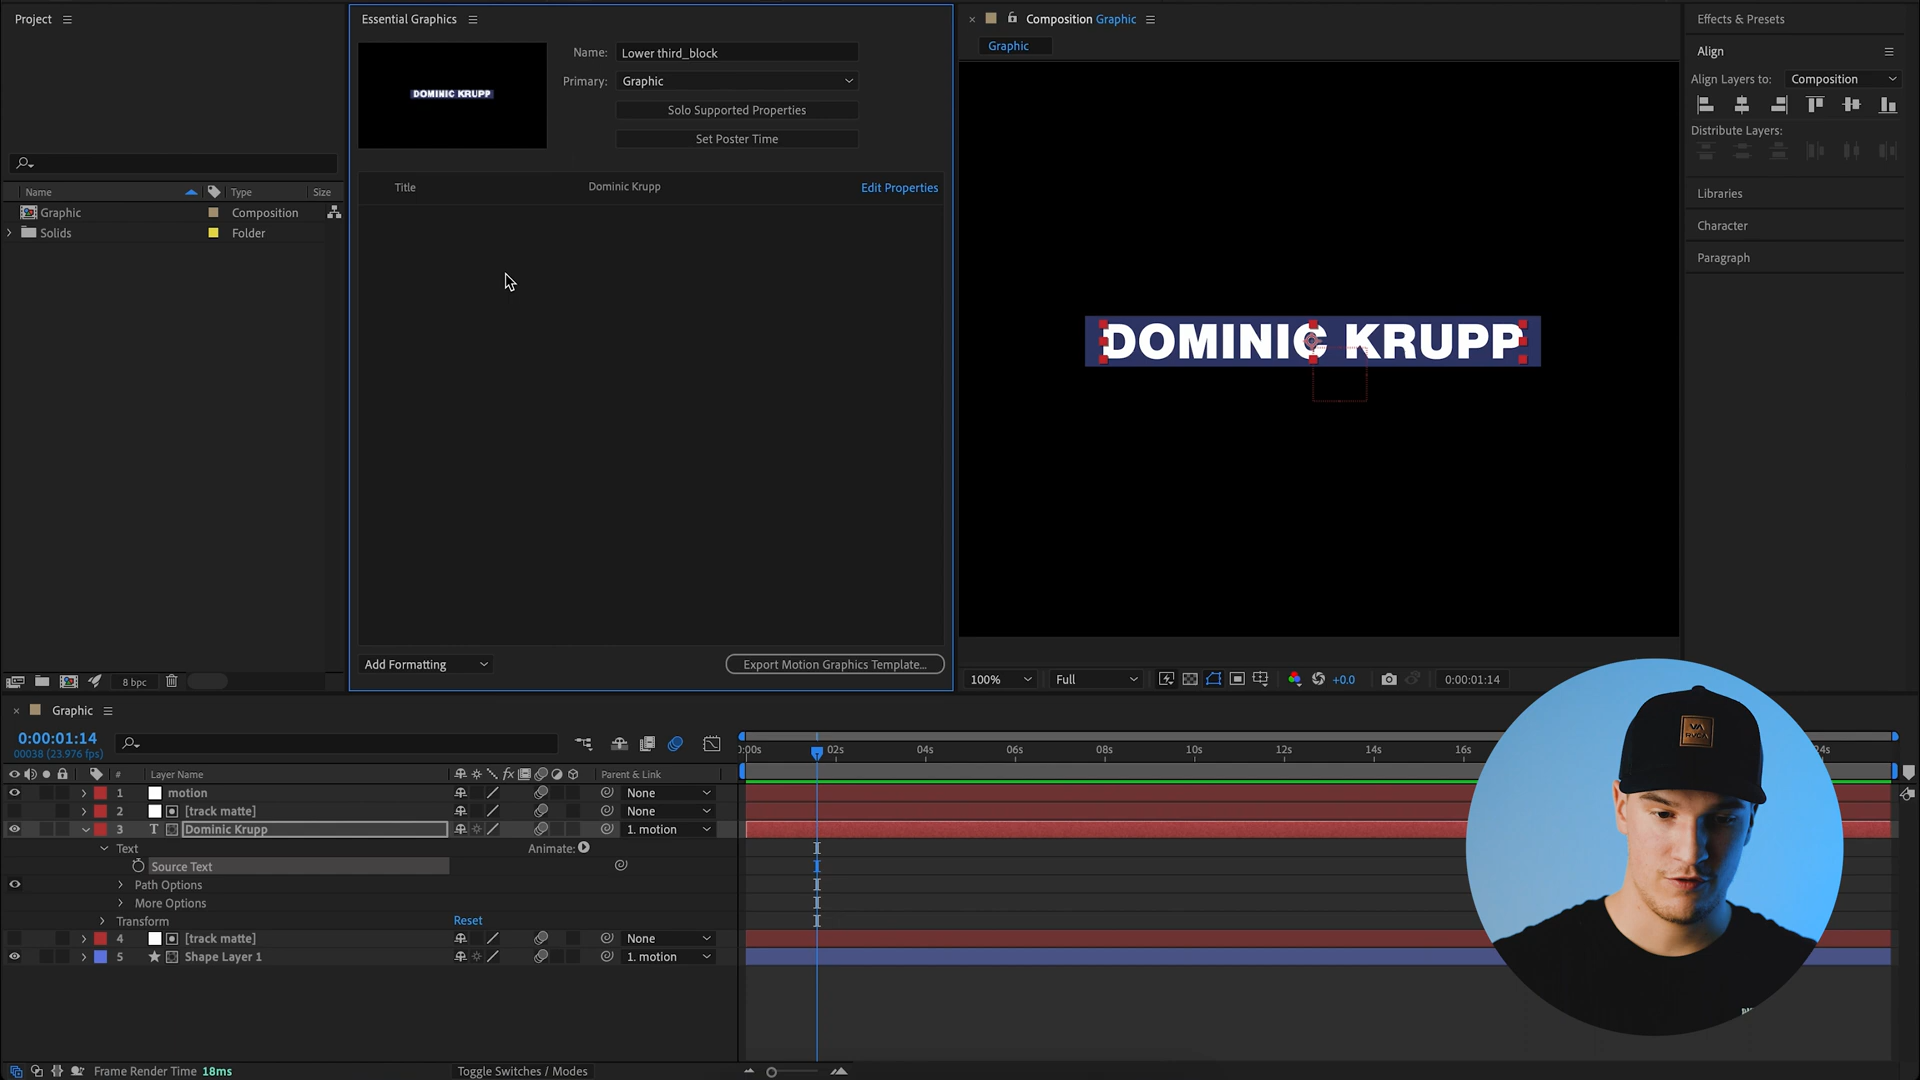 Project
Essential Graphics
Composition Graphic
Effects & Presets
Name: Lower third_block
Graphic
Align
Primary: Graphic
Align Layers to: Composition
DOMINIC KRUPP
Solo Supported Properties
Distribute Layers:
Set Poster Time
Name Type Size
Title Dominic Krupp Edit Properties
Libraries
Graphic Composition
Solids Folder
Character
Paragraph
DOMINIC KRUPP
Add Formatting Export Motion Graphics Template...
8 bpc
100% Full +0.0 0:00:01:14
Graphic
0:00:01:14
00038 (23.976 fps)
0:00s 02s 04s 06s 08s 10s 12s 14s 16s 24s
# Layer Name fx Parent & Link
1 motion None
2 [track matte] None
3 T Dominic Krupp 1. motion
Text Animate:
Source Text
Path Options
More Options
Transform Reset
4 [track matte] None
5 Shape Layer 1 1. motion
Frame Render Time 18ms Toggle Switches / Modes
VA
RVCA